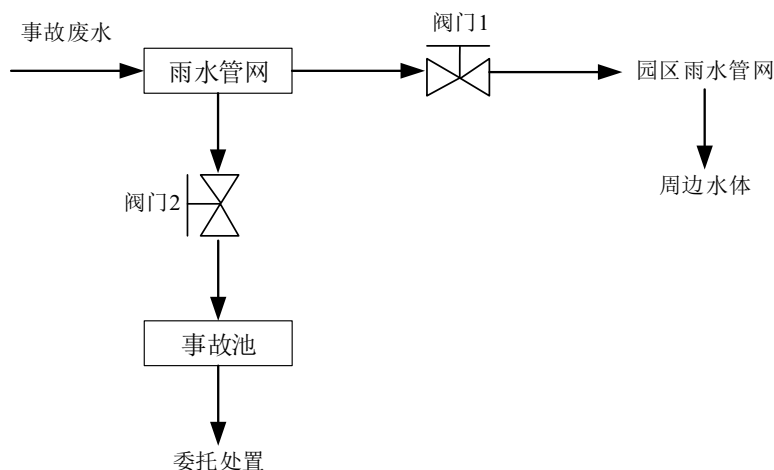 阀门1
事故废水
雨水管网
园区雨水管网
周边水体
阀门2
事故池
委托处置